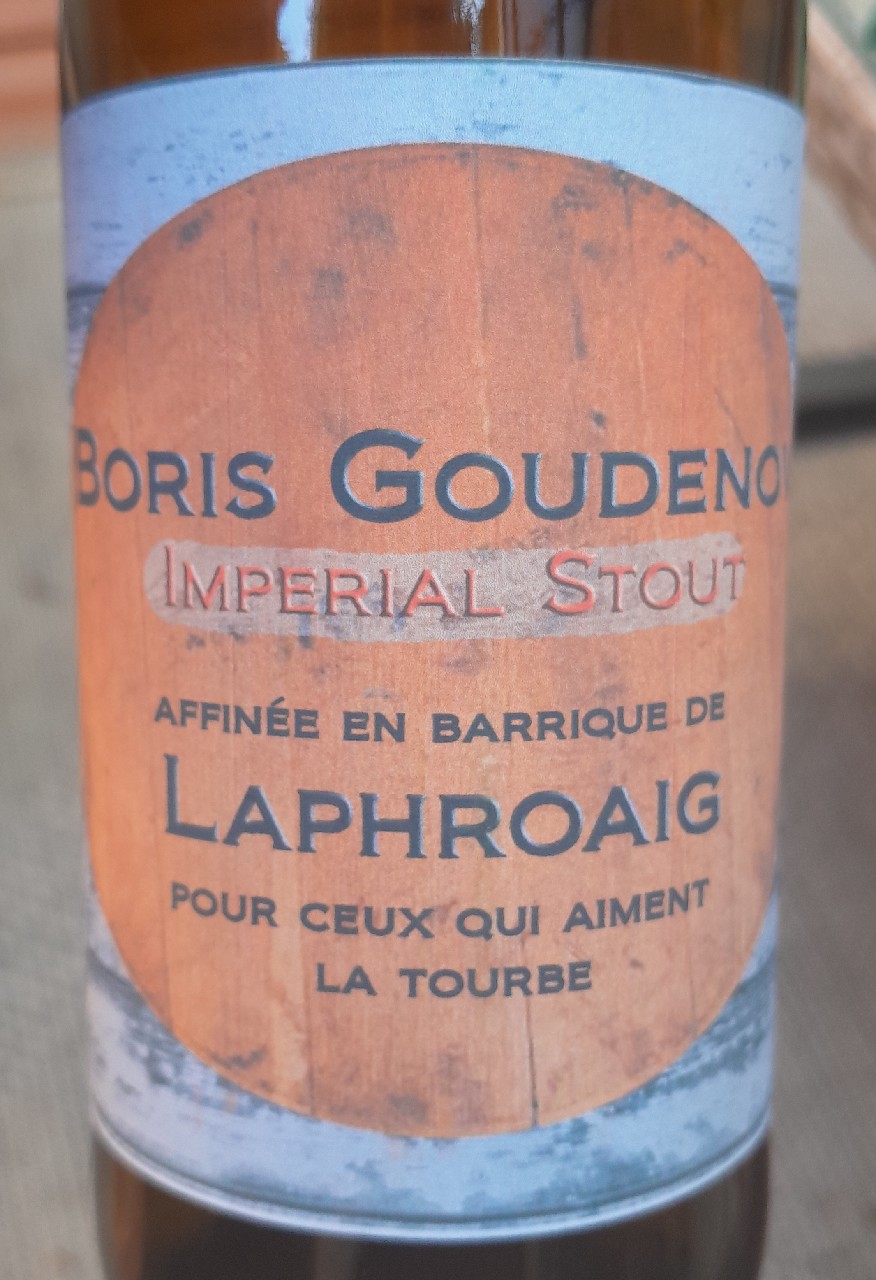 Boris Goudenov
Imperial Stout
affinée en barrique de
Laphroaig
pour ceux qui aiment
la tourbe